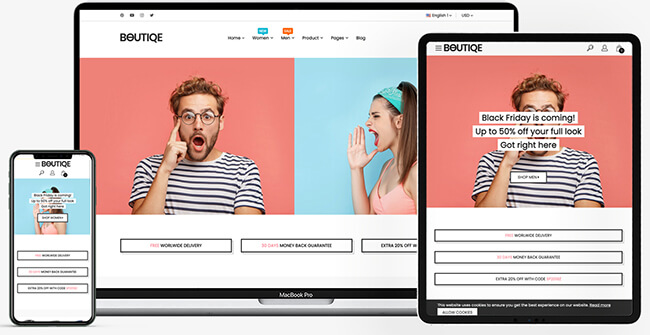 English
USD
BOUTIQE
Home
NEW
Women
SALE
Men
Product
Pages
Blog
FREE WORLWIDE DELIVERY
30 DAYS MONEY BACK GUARANTEE
EXTRA 20% OFF WIT
MacBook Pro
BOUTIQE
Black Friday is coming!
Up to 50% off your full look
Got right here
SHOP WOMEN
FREE WORLWIDE DELIVERY
30 DAYS MONEY BACK GUARANTEE
EXTRA 20% OFF WITH CODE
BOUTIQE
Black Friday is coming!
Up to 50% off your full look
Got right here
SHOP MEN
FREE WORLWIDE DELIVERY
30 DAYS MONEY BACK GUARANTEE
EXTRA 20% OFF WITH CODE
This website uses cookies to ensure you get the best experience on our website. Read more
ALLOW COOKIES